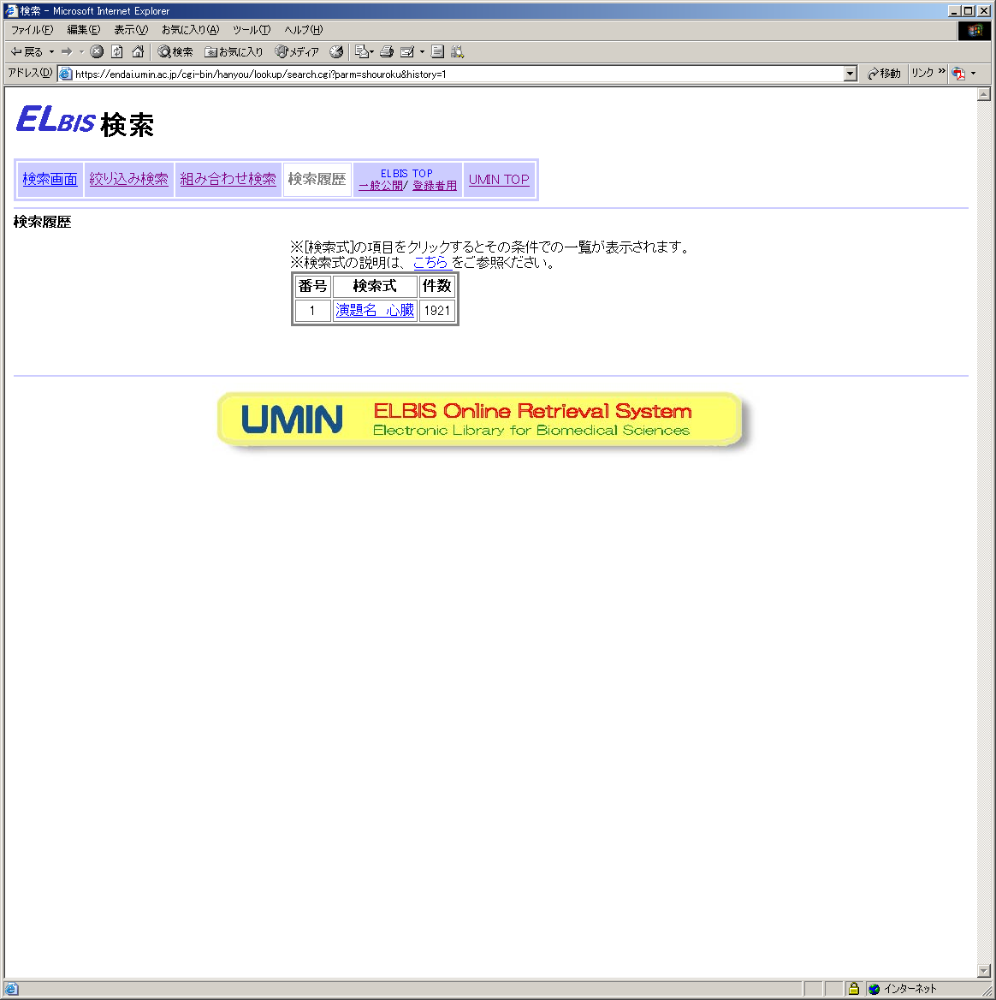 検索 - Microsoft Internet Explorer
ファイル(F) 編集(E) 表示(V) お気に入り(A) ツール(T) ヘルプ(H)
戻る 検索 お気に入り メディア
アドレス(D) https://endai.umin.ac.jp/cgi-bin/hanyou/lookup/search.cgi?parm=shouroku&history=1 移動 リンク »
ELBIS 検索
検索画面 絞り込み検索 組み合わせ検索 検索履歴 ELBIS TOP 一般公開/ 登録者用 UMIN TOP
検索履歴
※[検索式]の項目をクリックするとその条件での一覧が表示されます。
※検索式の説明は、こちら をご参照ください。
番号 検索式 件数
1 演題名　心臓 1921
UMIN ELBIS Online Retrieval System
Electronic Library for Biomedical Sciences
インターネット